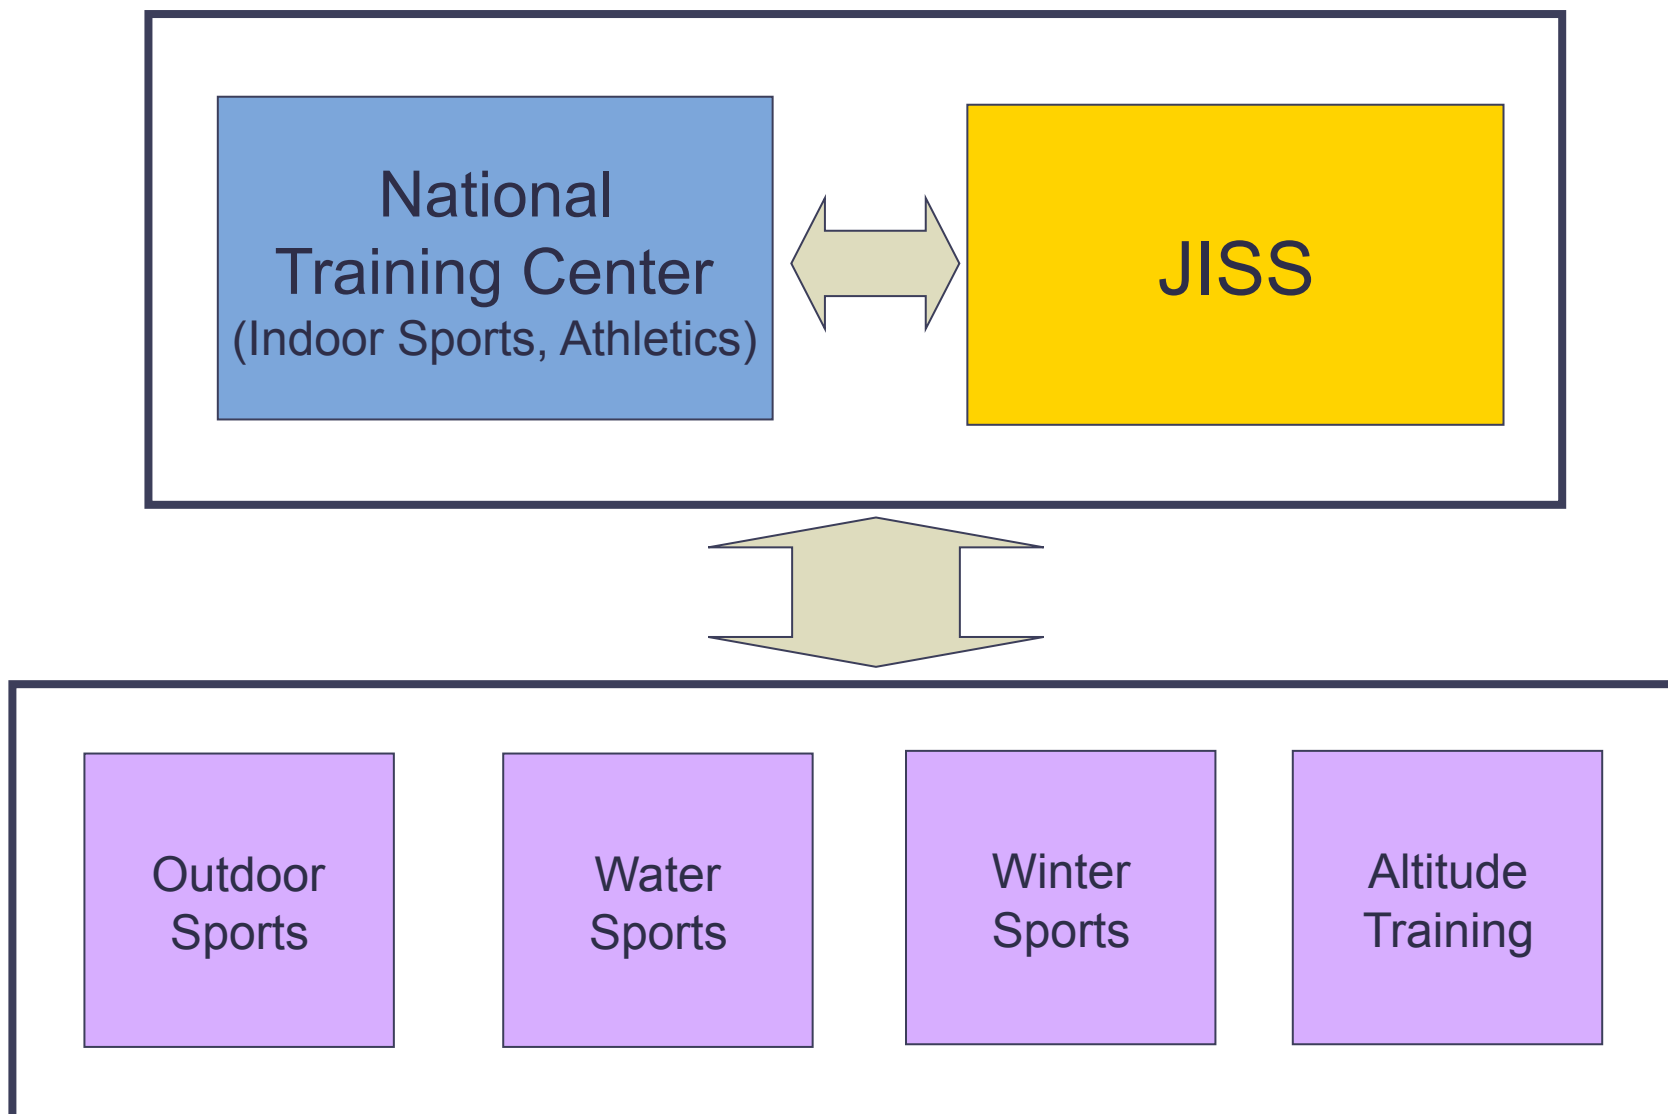 National
Training Center
(Indoor Sports, Athletics)
JISS
Outdoor
Sports
Water
Sports
Winter
Sports
Altitude
Training